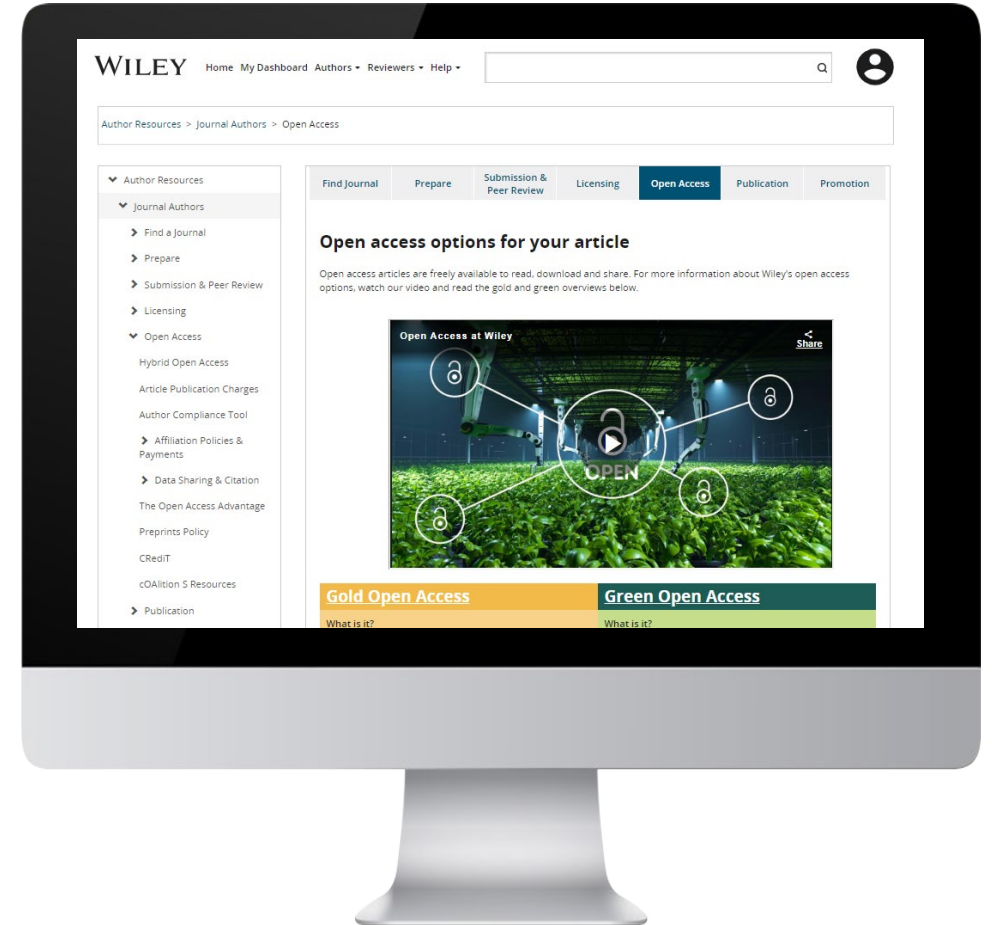 WILEY Home My Dashboard Authors Reviewers Help
Author Resources > Journal Authors > Open Access
Author Resources
Journal Authors
Find a Journal
Prepare
Submission & Peer Review
Licensing
Open Access
Hybrid Open Access
Article Publication Charges
Author Compliance Tool
Affiliation Policies &
Payments
Data Sharing & Citation
The Open Access Advantage
Preprints Policy
CRediT
cOAlition S Resources
Publication
Find Journal
Prepare
Submission &
Peer Review
Licensing
Open Access
Publication
Promotion
Open access options for your article
Open access articles are freely available to read, download and share. For more information about Wiley's open access
options, watch our video and read the gold and green overviews below.
Open Access at Wiley
Share
OPEN
Gold Open Access
What is it?
Green Open Access
What is it?